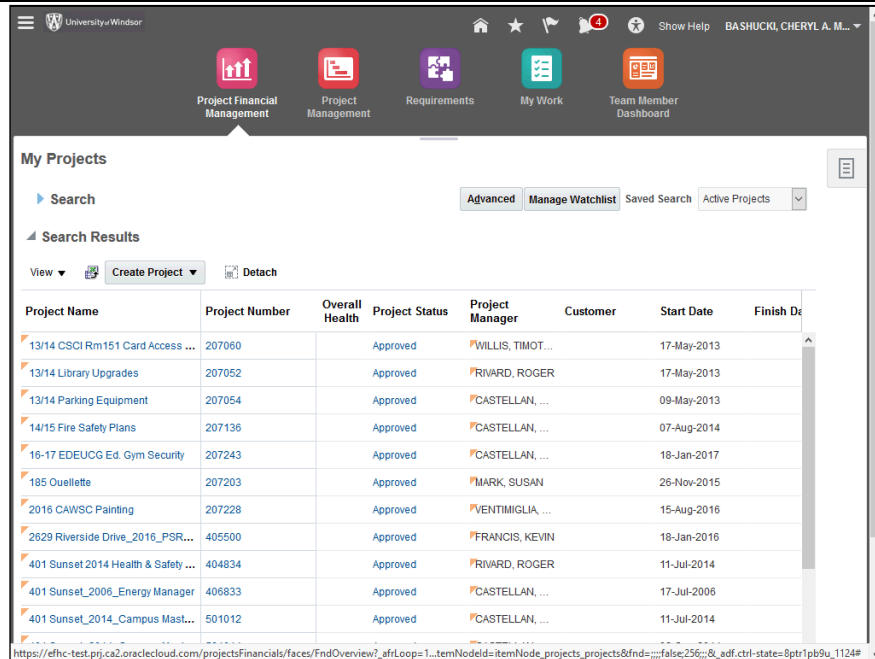 University of Windsor
4
Show Help
BASHUCKI, CHERYL A. M...
Project Financial
Management
Project
Management
Requirements
My Work
Team Member
Dashboard
My Projects
Search
Advanced
Manage Watchlist
Saved Search
Active Projects
Search Results
View
Create Project
Detach
Project Name Project Number Overall Health Project Status Project Manager Customer Start Date Finish Da
13/14 CSCI Rm151 Card Access ... 207060 Approved WILLIS, TIMOT... 17-May-2013
13/14 Library Upgrades 207052 Approved RIVARD, ROGER 17-May-2013
13/14 Parking Equipment 207054 Approved CASTELLAN, ... 09-May-2013
14/15 Fire Safety Plans 207136 Approved CASTELLAN, ... 07-Aug-2014
16-17 EDEUCG Ed. Gym Security 207243 Approved CASTELLAN, ... 18-Jan-2017
185 Ouellette 207203 Approved MARK, SUSAN 26-Nov-2015
2016 CAWSC Painting 207228 Approved VENTIMIGLIA, ... 15-Aug-2016
2629 Riverside Drive_2016_PSR... 405500 Approved FRANCIS, KEVIN 18-Jan-2016
401 Sunset 2014 Health & Safety ... 404834 Approved RIVARD, ROGER 11-Jul-2014
401 Sunset_2006_Energy Manager 406833 Approved CASTELLAN, ... 17-Jul-2006
401 Sunset_2014_Campus Mast... 501012 Approved CASTELLAN, ... 11-Jul-2014
https://efhc-test.prj.ca2.oraclecloud.com/projectsFinancials/faces/FndOverview?_afrLoop=1...temNodeId=itemNode_projects_projects&fnd=;;;;false;256;;;&_adf.ctrl-state=8ptr1pb9u_1124#